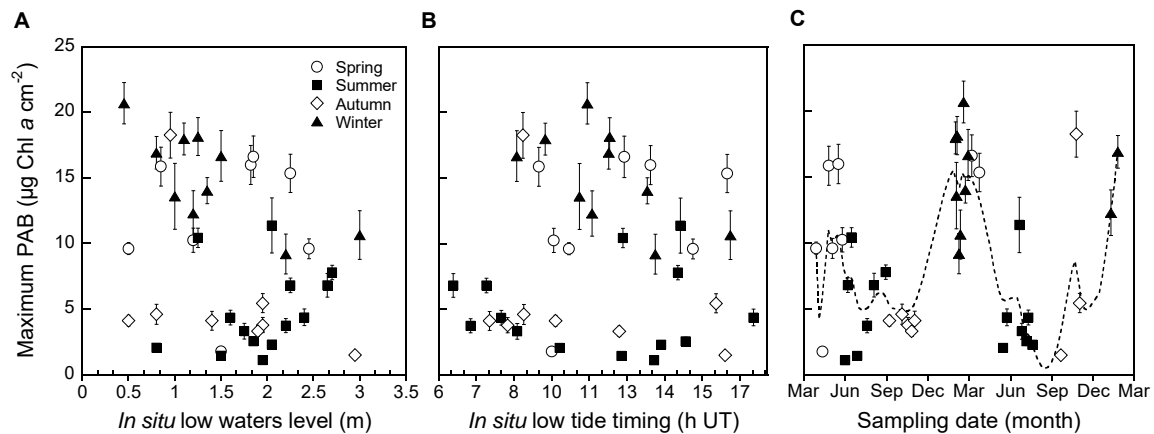 A
B
C
Maximum PAB (µg Chl a cm⁻²)
25
20
15
10
5
0
Spring
Summer
Autumn
Winter
0 0.5 1 1.5 2 2.5 3 3.5
In situ low waters level (m)
6 7 8 9 10 11 12 13 14 15 16 17
In situ low tide timing (h UT)
Mar Jun Sep Dec Mar Jun Sep Dec Mar
Sampling date (month)